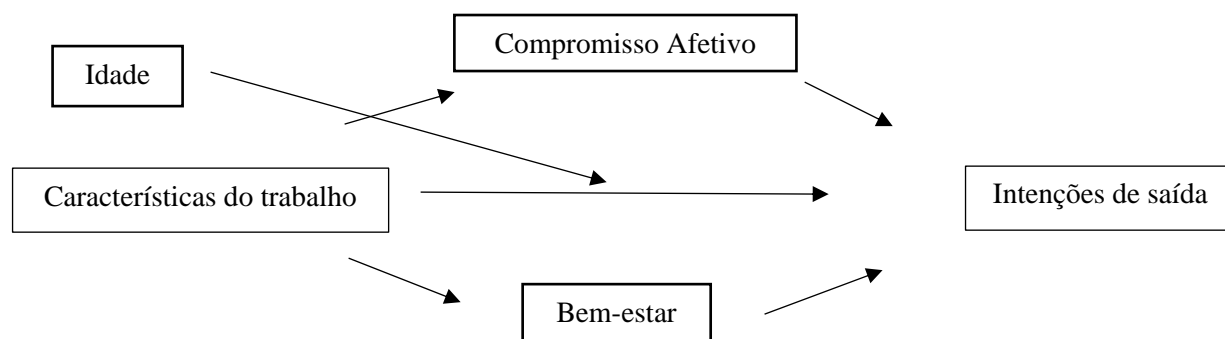 Compromisso Afetivo
Idade
Características do trabalho
Intenções de saída
Bem-estar